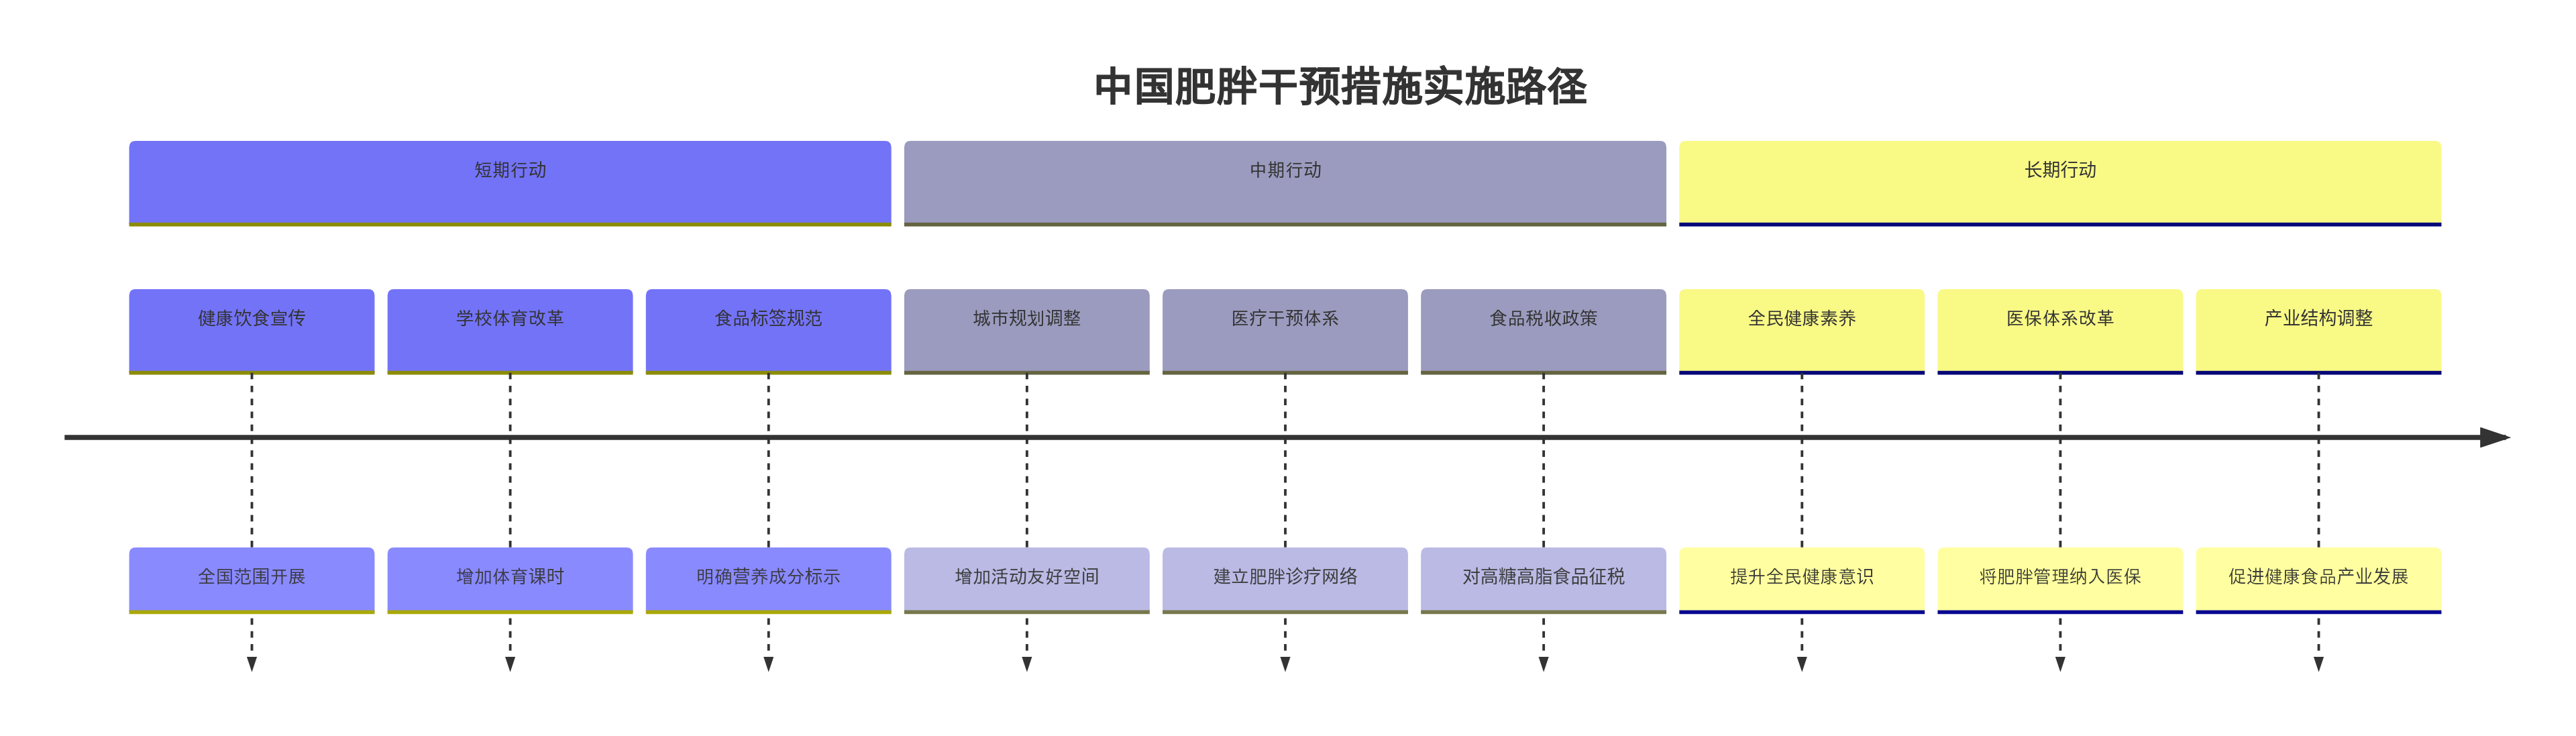 中国肥胖干预措施实施路径
短期行动
中期行动
长期行动
健康饮食宣传
学校体育改革
食品标签规范
城市规划调整
医疗干预体系
食品税收政策
全民健康素养
医保体系改革
产业结构调整
全国范围开展
增加体育课时
明确营养成分标示
增加活动友好空间
建立肥胖诊疗网络
对高糖高脂食品征税
提升全民健康意识
将肥胖管理纳入医保
促进健康食品产业发展